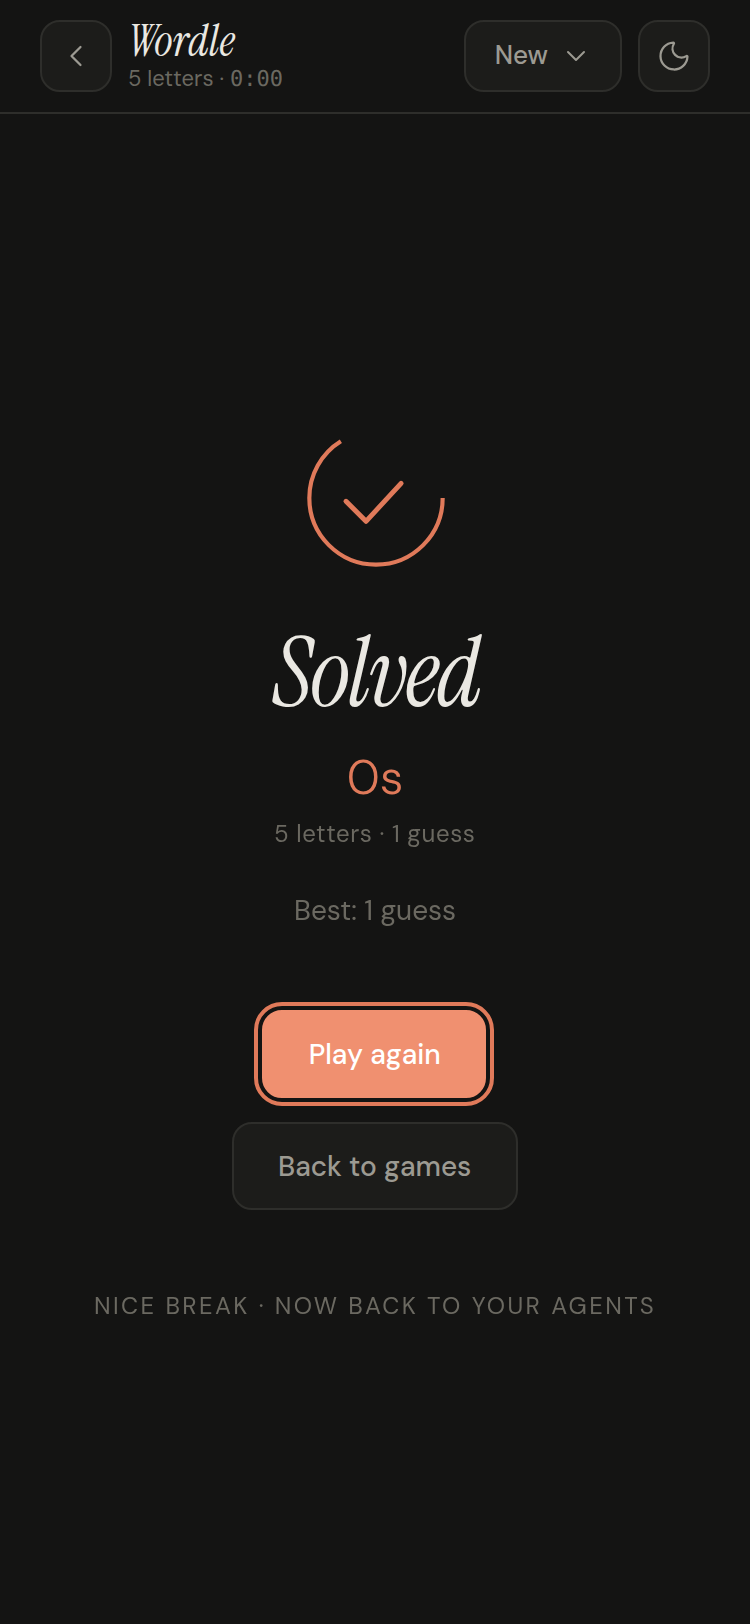 Wordle
5 letters · 0:00
New
Solved
0s
5 letters · 1 guess
Best: 1 guess
Play again
Back to games
NICE BREAK · NOW BACK TO YOUR AGENTS